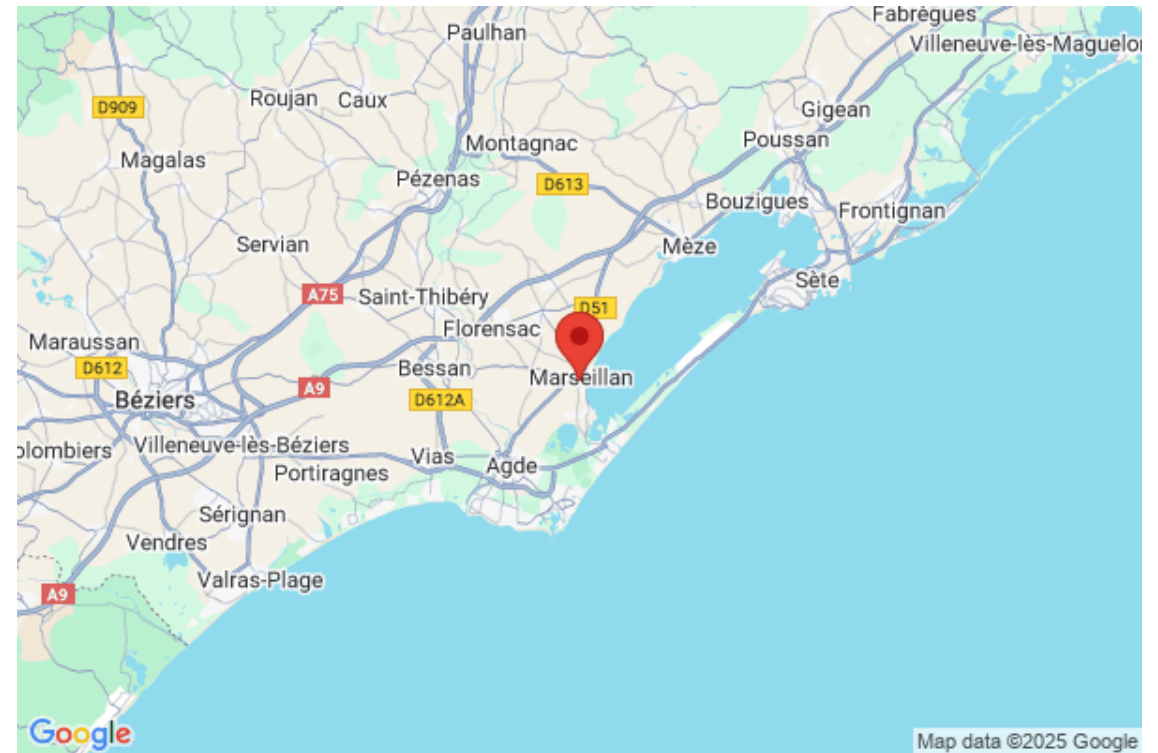 Fabrègues
Paulhan
Villeneuve-lès-Maguelo
Roujan
Caux
D909
Gigean
Poussan
Montagnac
Magalas
Pézenas
D613
Bouzigues
Frontignan
Servian
Mèze
Sète
A75
Saint-Thibéry
D51
Florensac
Maraussan
D612
Bessan
Marseillan
A9
Béziers
D612A
olombiers
Villeneuve-lès-Béziers
Vias
Agde
Portiragnes
Sérignan
Vendres
Valras-Plage
A9
Google
Map data ©2025 Google